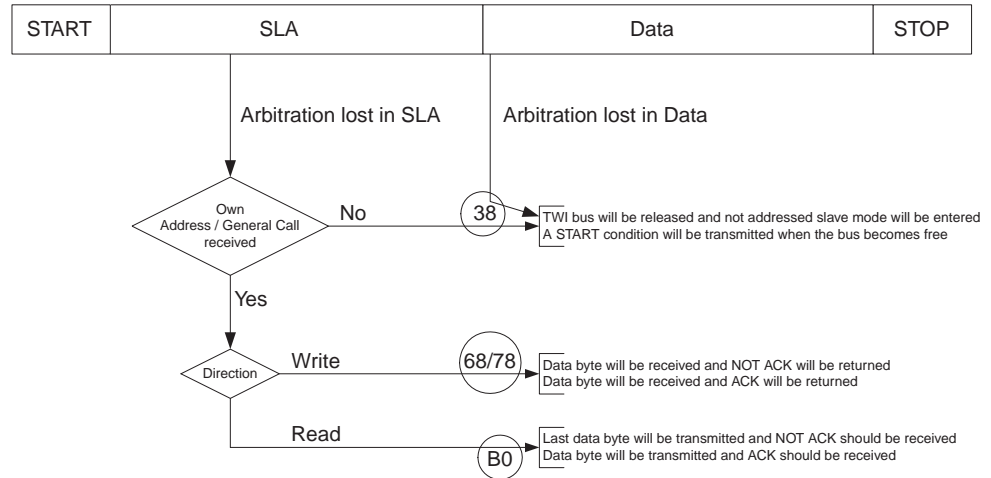 START SLA Data STOP
Arbitration lost in SLA Arbitration lost in Data
Own
Address / General Call
received
No
38
TWI bus will be released and not addressed slave mode will be entered
A START condition will be transmitted when the bus becomes free
Yes
Direction
Write
68/78
Data byte will be received and NOT ACK will be returned
Data byte will be received and ACK will be returned
Read
B0
Last data byte will be transmitted and NOT ACK should be received
Data byte will be transmitted and ACK should be received